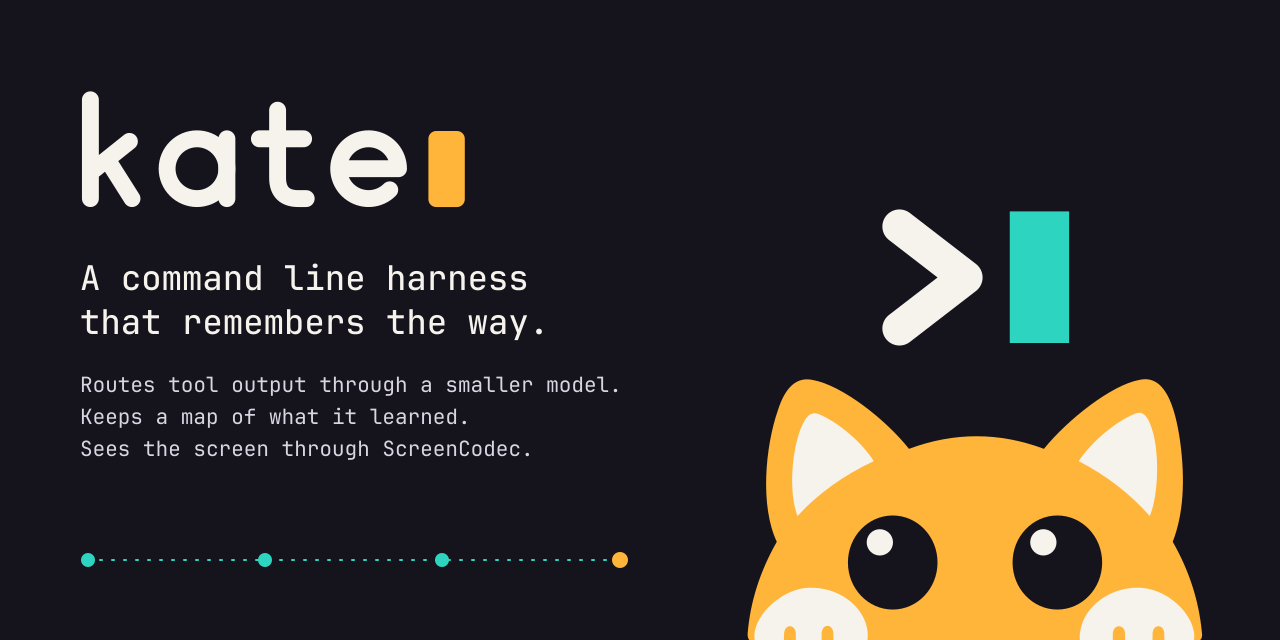 kate
>
A command line harness
that remembers the way.
Routes tool output through a smaller model.
Keeps a map of what it learned.
Sees the screen through ScreenCodec.